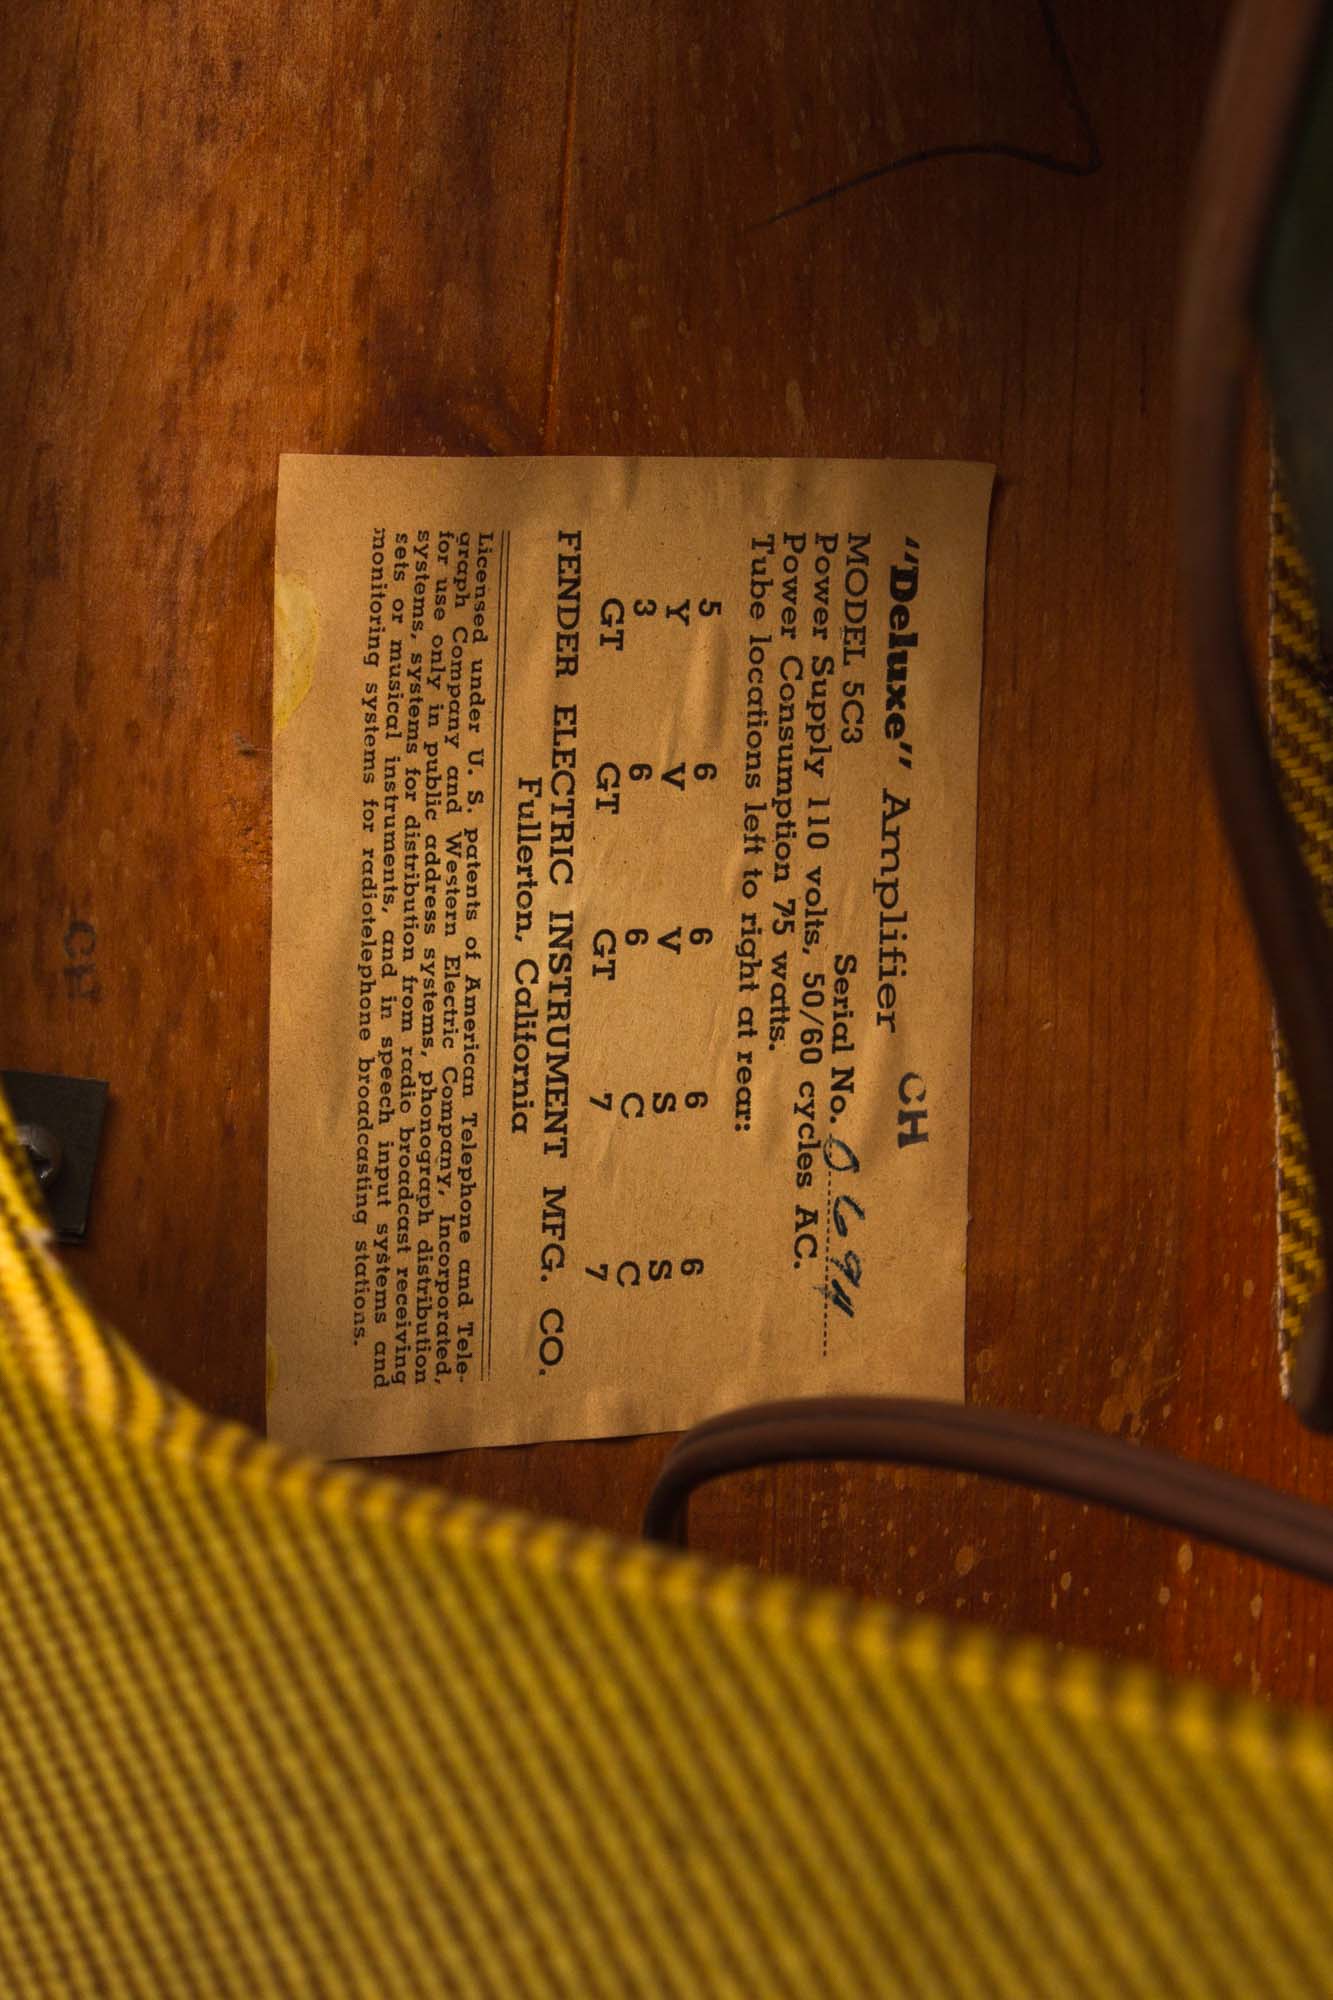 "Deluxe" Amplifier CH
MODEL 5C3 Serial No. 0694
Power Supply 110 volts, 50/60 cycles AC.
Power Consumption 75 watts.
Tube locations left to right at rear:
5 6 6 6 6
Y V V S S
3 6 6 C C
GT GT GT 7 7
FENDER ELECTRIC INSTRUMENT MFG. CO.
Fullerton, California
Licensed under U. S. patents of American Telephone and Tele-
graph Company and Western Electric Company, Incorporated,
for use only in public address systems, phonograph distribution
systems, systems for distribution from radio broadcast receiving
sets or musical instruments, and in speech input systems and
monitoring systems for radiotelephone broadcasting stations.
CH